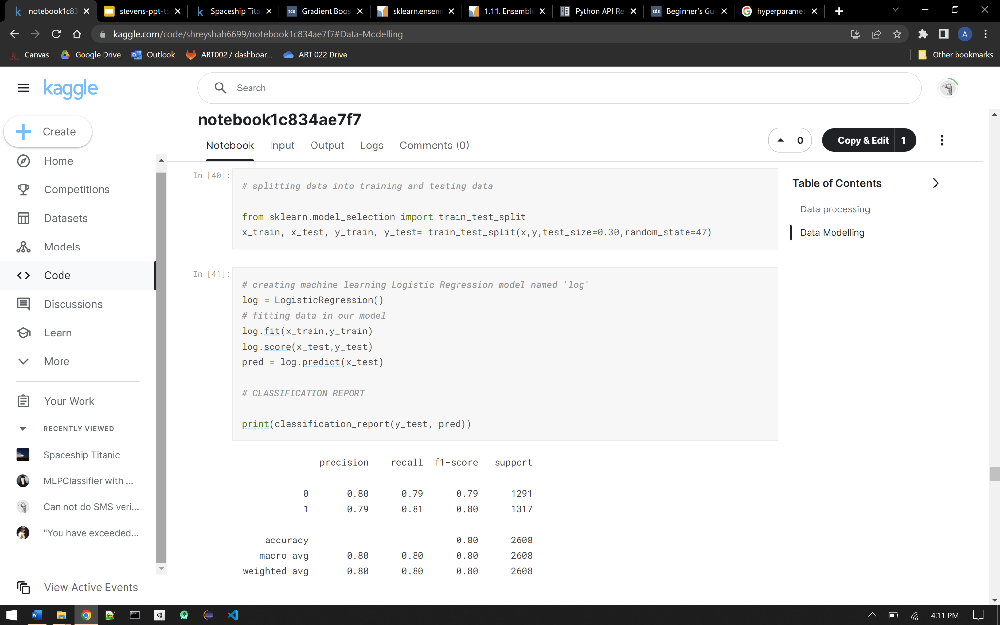 notebook1c83
stevens-ppt-tp
Spaceship Tita
Gradient Boos
sklearn.ensem
1.11. Ensemble
Python API Re
Beginner's Gui
hyperparamet
kaggle.com/code/shreyshah6699/notebook1c834ae7f7#Data-Modelling
A
Canvas
Google Drive
Outlook
ART002 / dashboar...
ART 022 Drive
Other bookmarks
kaggle
Search
Create
Home
Competitions
Datasets
Models
Code
Discussions
Learn
More
Your Work
RECENTLY VIEWED
Spaceship Titanic
MLPClassifier with ...
Can not do SMS veri...
"You have exceeded...
View Active Events
notebook1c834ae7f7
Notebook Input Output Logs Comments (0)
0
Copy & Edit 1
In [40]:
# splitting data into training and testing data
from sklearn.model_selection import train_test_split
x_train, x_test, y_train, y_test= train_test_split(x,y,test_size=0.30,random_state=47)
In [41]:
# creating machine learning Logistic Regression model named 'log'
log = LogisticRegression()
# fitting data in our model
log.fit(x_train,y_train)
log.score(x_test,y_test)
pred = log.predict(x_test)
# CLASSIFICATION REPORT
print(classification_report(y_test, pred))
precision recall f1-score support
0 0.80 0.79 0.79 1291
1 0.79 0.81 0.80 1317
accuracy 0.80 2608
macro avg 0.80 0.80 0.80 2608
weighted avg 0.80 0.80 0.80 2608
Table of Contents
Data processing
Data Modelling
4:11 PM